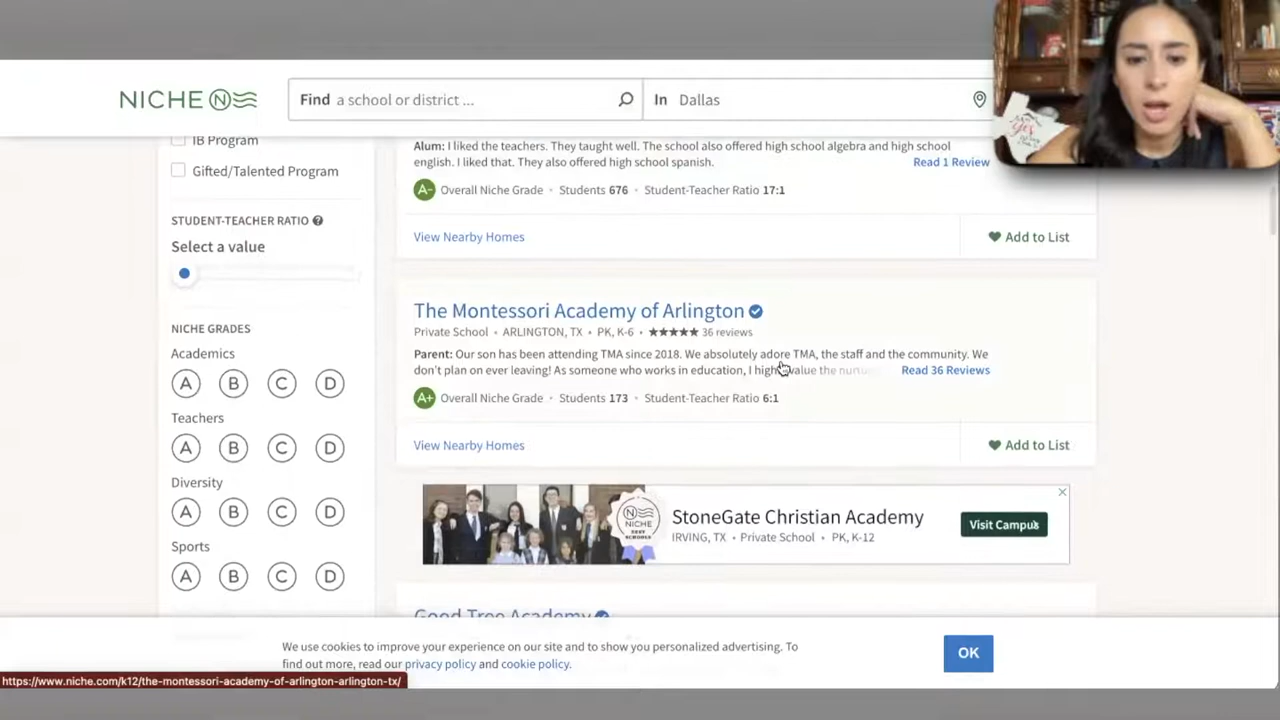 NICHE
Find a school or district ...
In Dallas
IB Program
Gifted/Talented Program
STUDENT-TEACHER RATIO
Select a value
NICHE GRADES
Academics
A B C D
Teachers
A B C D
Diversity
A B C D
Sports
A B C D
Alum: I liked the teachers. They taught well. The school also offered high school algebra and high school
english. I liked that. They also offered high school spanish.
Read 1 Review
A- Overall Niche Grade • Students 676 • Student-Teacher Ratio 17:1
View Nearby Homes
Add to List
The Montessori Academy of Arlington
Private School • ARLINGTON, TX • PK, K-6 • ★★★★★ 36 reviews
Parent: Our son has been attending TMA since 2018. We absolutely adore TMA, the staff and the community. We
don't plan on ever leaving! As someone who works in education, I highly value the
Read 36 Reviews
A+ Overall Niche Grade • Students 173 • Student-Teacher Ratio 6:1
View Nearby Homes
Add to List
NICHE
StoneGate Christian Academy
IRVING, TX • Private School • PK, K-12
Visit Campus
Good Tree Academy
We use cookies to improve your experience on our site and to show you personalized advertising. To
find out more, read our privacy policy and cookie policy.
OK
https://www.niche.com/k12/the-montessori-academy-of-arlington-arlington-tx/
yes